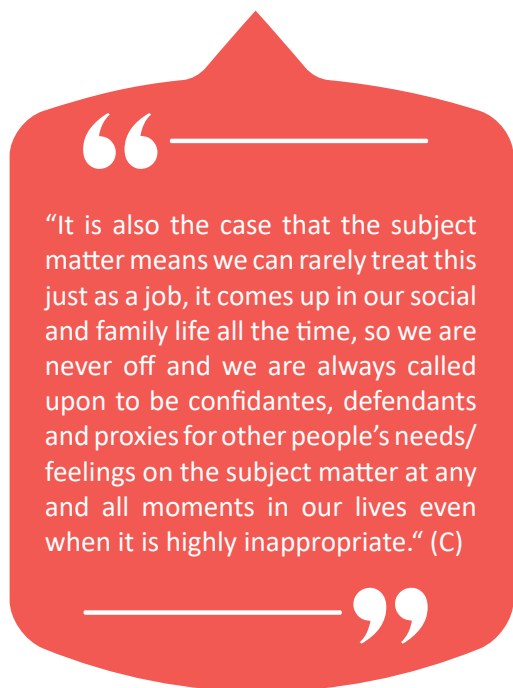 “It is also the case that the subject
matter means we can rarely treat this
just as a job, it comes up in our social
and family life all the time, so we are
never off and we are always called
upon to be confidantes, defendants
and proxies for other people’s needs/
feelings on the subject matter at any
and all moments in our lives even
when it is highly inappropriate.“ (C)